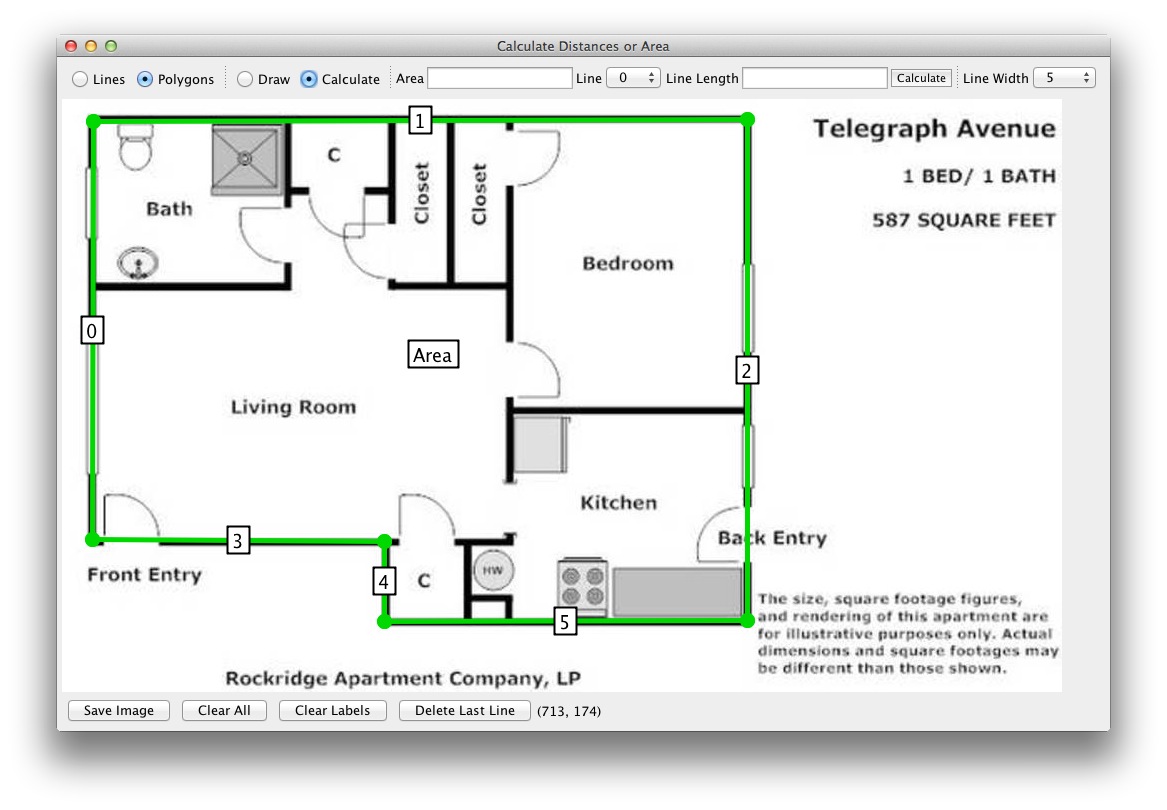 Calculate Distances or Area
Lines Polygons Draw Calculate Area Line 0 Line Length Calculate Line Width 5
1
Telegraph Avenue
1 BED/ 1 BATH
587 SQUARE FEET
C
Closet
Closet
Bath
Bedroom
0
Area
2
Living Room
Kitchen
3
Back Entry
Front Entry
4
C
HW
5
The size, square footage figures,
and rendering of this apartment are
for illustrative purposes only. Actual
dimensions and square footages may
be different than those shown.
Rockridge Apartment Company, LP
Save Image Clear All Clear Labels Delete Last Line (713, 174)